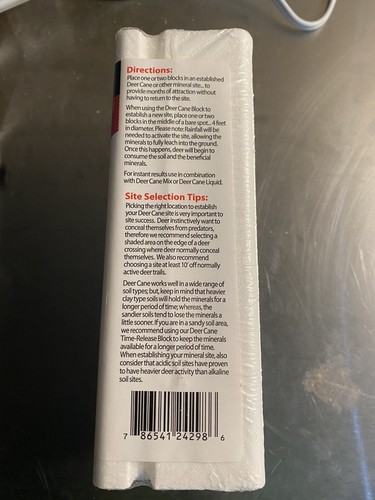 Directions:
Place one or two blocks in an established
Deer Cane or other mineral site... to
provide months of attraction without
having to return to the site.
When using the Deer Cane Block to
establish a new site, place one or two
blocks in the middle of a bare spot... 4 feet
in diameter. Please note: Rainfall will be
needed to activate the site, allowing the
minerals to fully leach into the ground.
Once this happens, deer will begin to
consume the soil and the beneficial
minerals.
For instant results use in combination
with Deer Cane Mix or Deer Cane Liquid.
Site Selection Tips:
Picking the right location to establish
your Deer Cane site is very important to
site success. Deer instinctively want to
conceal themselves from predators,
therefore we recommend selecting a
shaded area on the edge of a deer
crossing where deer normally conceal
themselves. We also recommend
choosing a site at least 10' off normally
active deer trails.
Deer Cane works well in a wide range of
soil types; but, keep in mind that heavier
clay type soils will hold the minerals for a
longer period of time; whereas, the
sandier soils tend to lose the minerals a
little sooner. If you are in a sandy soil area,
we recommend using our Deer Cane
Time-Release Block to keep the minerals
available for a longer period of time.
When establishing your mineral site, also
consider that acidic soil sites have proven
to have heavier deer activity than alkaline
soil sites.
7 86541 24298 6